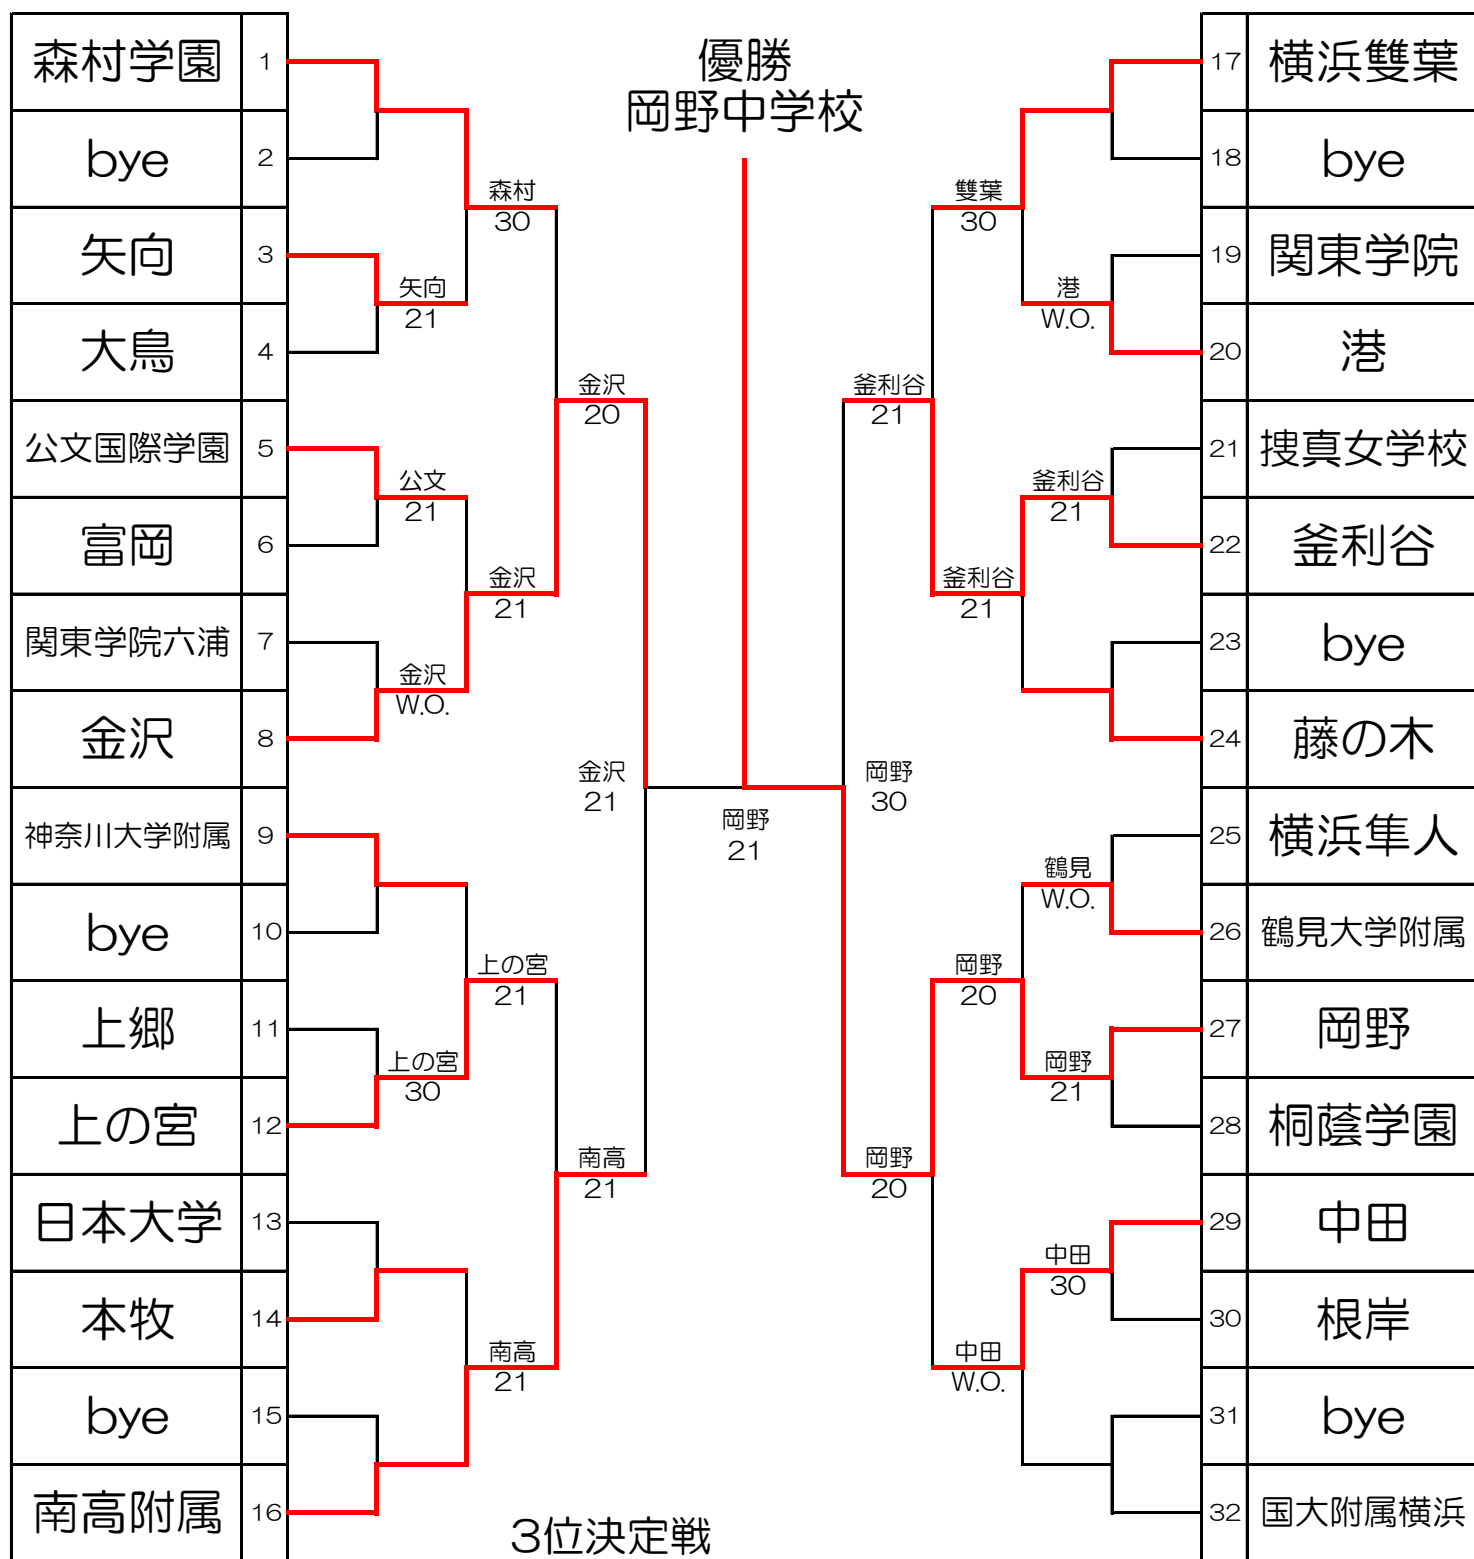 優勝
岡野中学校
森村学園 1
bye 2
矢向 3
大鳥 4
公文国際学園 5
富岡 6
関東学院六浦 7
金沢 8
神奈川大学附属 9
bye 10
上郷 11
上の宮 12
日本大学 13
本牧 14
bye 15
南高附属 16
矢向
21
公文
21
金沢
W.O.
上の宮
30
森村
30
金沢
21
上の宮
21
南高
21
金沢
20
南高
21
金沢
21
岡野
21
岡野
30
釜利谷
21
岡野
20
雙葉
30
釜利谷
21
岡野
20
中田
W.O.
港
W.O.
釜利谷
21
鶴見
W.O.
岡野
21
中田
30
17 横浜雙葉
18 bye
19 関東学院
20 港
21 捜真女学校
22 釜利谷
23 bye
24 藤の木
25 横浜隼人
26 鶴見大学附属
27 岡野
28 桐蔭学園
29 中田
30 根岸
31 bye
32 国大附属横浜
3位決定戦